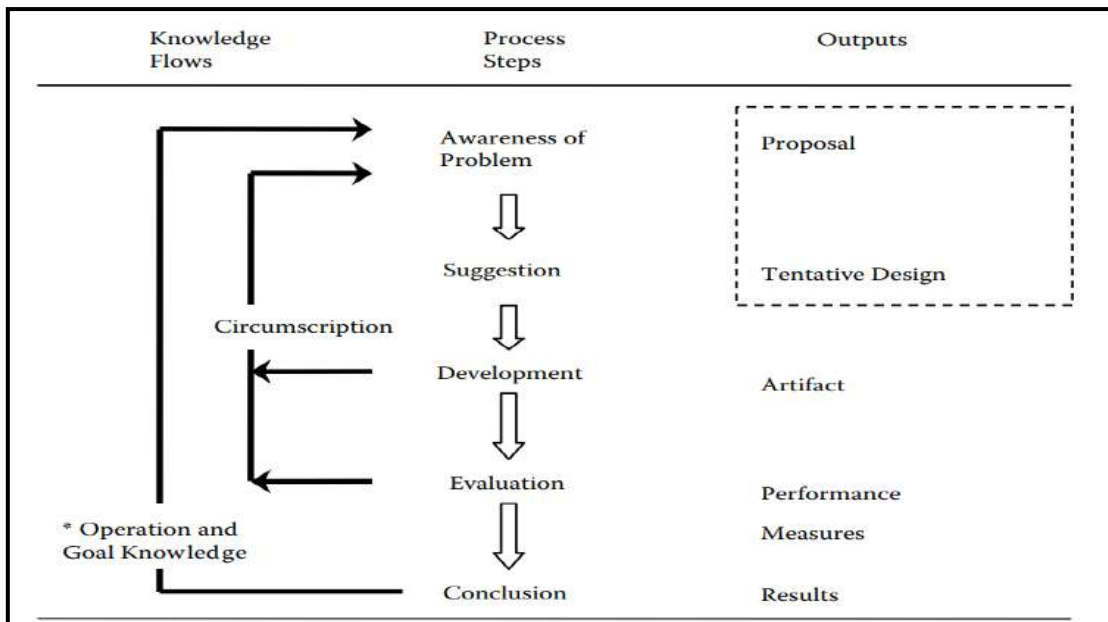 Knowledge
Flows
Process
Steps
Outputs
Awareness of
Problem
Proposal
Suggestion
Tentative Design
Circumscription
Development
Artifact
Evaluation
Performance
Measures
* Operation and
Goal Knowledge
Conclusion
Results